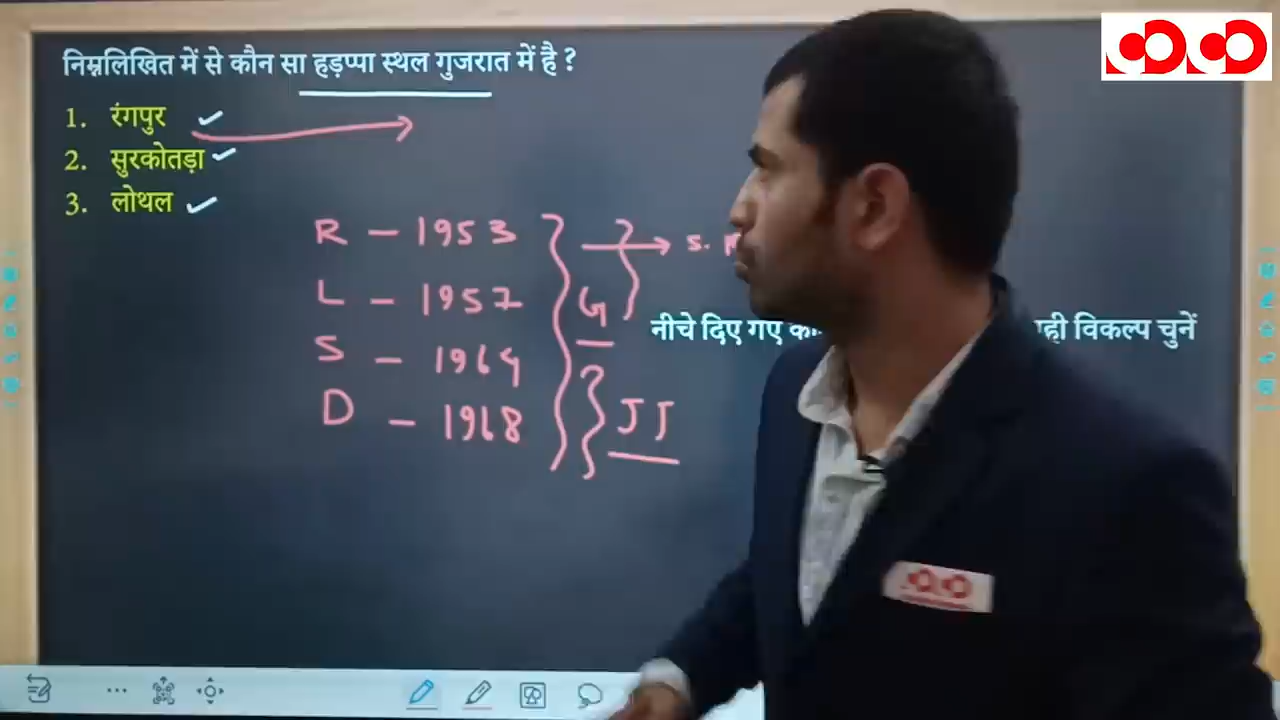 निम्नलिखित में से कौन सा हड़प्पा स्थल गुजरात में है ?
1. रंगपुर
2. सुरकोतड़ा
3. लोथल
R - 1953 → S.
L - 1957 G
S - 1964
D - 1968 JJ
नीचे दिए गए विकल्प चुनें